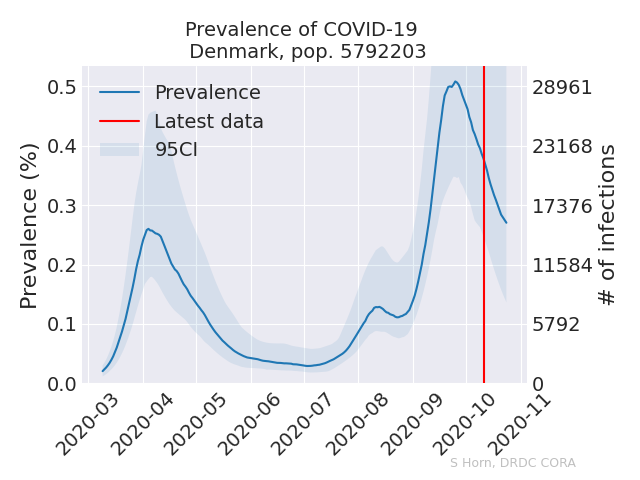 Prevalence of COVID-19
Denmark, pop. 5792203
Prevalence
Latest data
95CI
Prevalence (%)
0.5
0.4
0.3
0.2
0.1
0.0
28961
23168
17376
11584
5792
0
# of infections
2020-03
2020-04
2020-05
2020-06
2020-07
2020-08
2020-09
2020-10
2020-11
S Horn, DRDC CORA